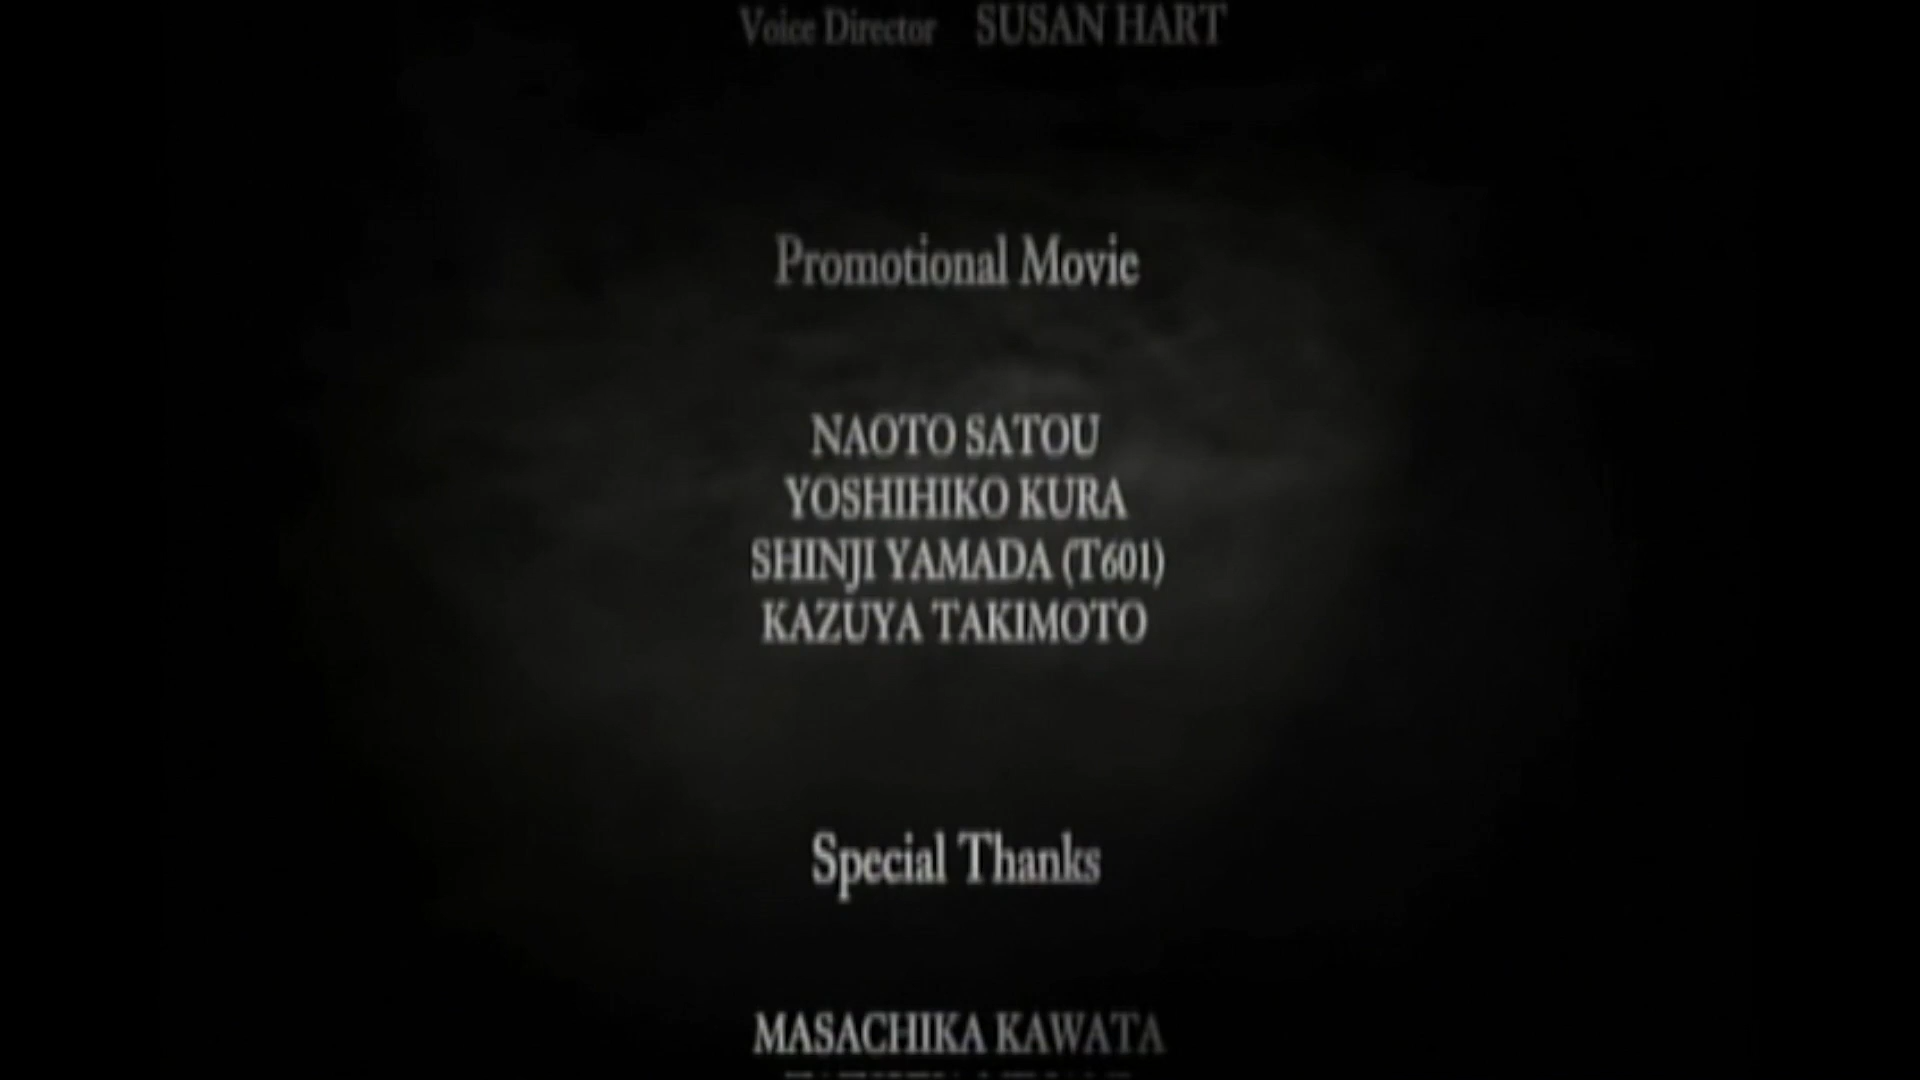 Voice Director SUSAN HART
Promotional Movie
NAOTO SATOU
YOSHIHIKO KURA
SHINJI YAMADA (T601)
KAZUYA TAKIMOTO
Special Thanks
MASACHIKA KAWATA